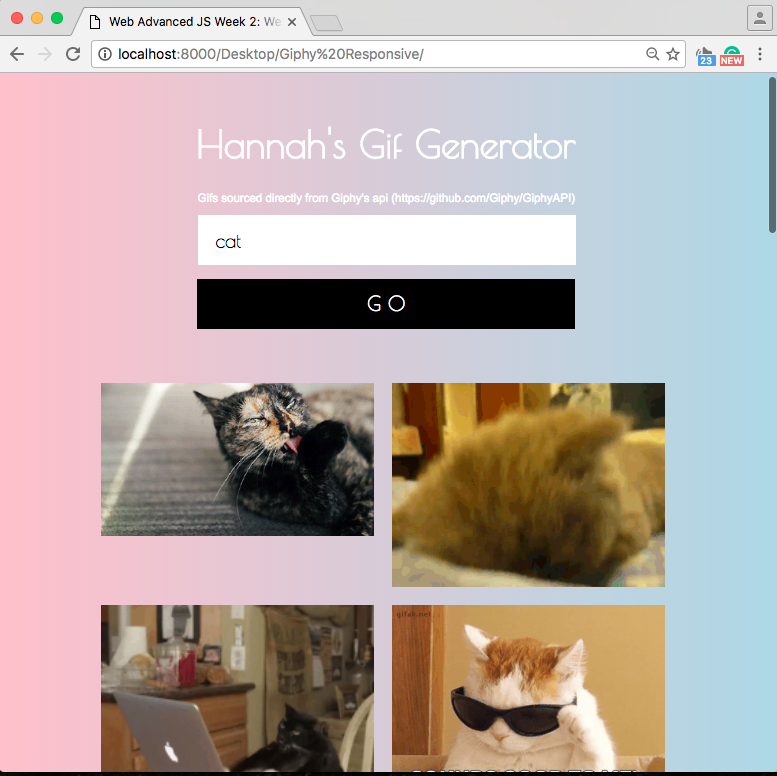 Web Advanced JS Week 2: We
localhost:8000/Desktop/Giphy%20Responsive/
23
NEW
Hannah's Gif Generator
Gifs sourced directly from Giphy's api (https://github.com/Giphy/GiphyAPI)
cat
GO
gifak.net